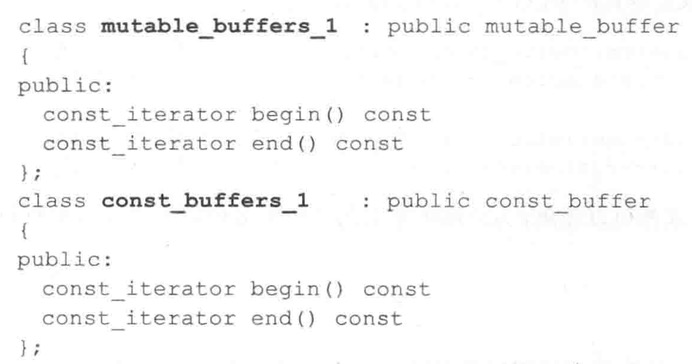 class mutable_buffers_1 : public mutable_buffer
{
public:
  const_iterator begin() const
  const_iterator end() const
};
class const_buffers_1 : public const_buffer
{
public:
  const_iterator begin() const
  const_iterator end() const
};